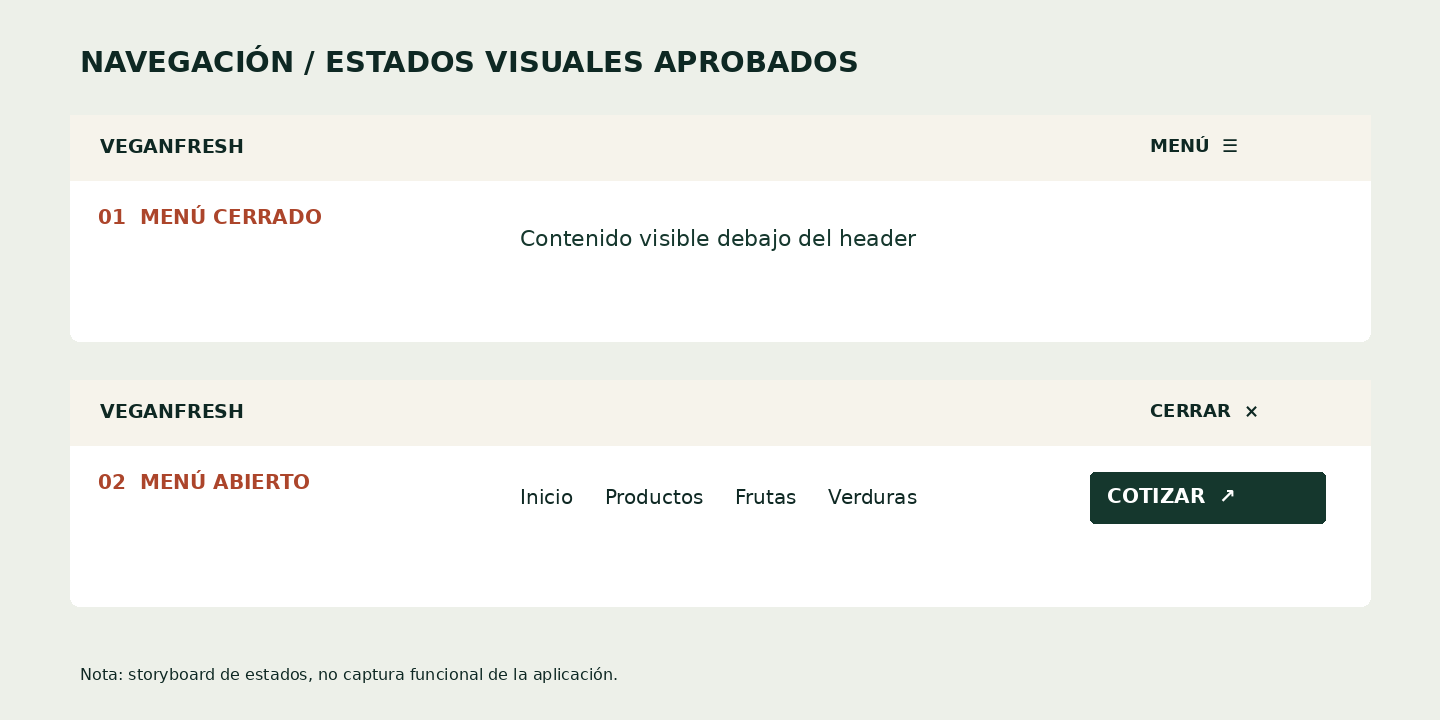 NAVEGACIÓN / ESTADOS VISUALES APROBADOS
VEGANFRESH
MENÚ ☰
01 MENÚ CERRADO
Contenido visible debajo del header
VEGANFRESH
CERRAR ×
02 MENÚ ABIERTO
Inicio Productos Frutas Verduras
COTIZAR ↗
Nota: storyboard de estados, no captura funcional de la aplicación.